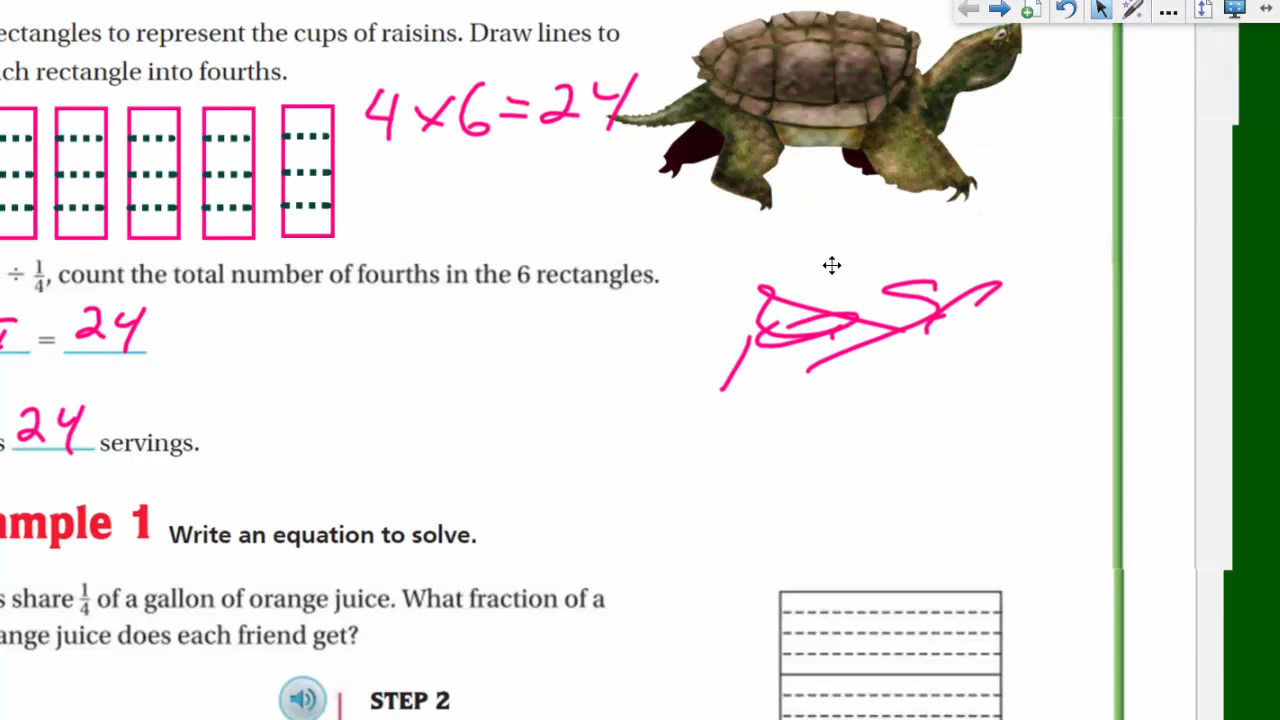 ectangles to represent the cups of raisins. Draw lines to
ch rectangle into fourths.
4 × 6 = 24
÷ 1/4, count the total number of fourths in the 6 rectangles.
= 24
s 24 servings.
ample 1 Write an equation to solve.
s share 1/4 of a gallon of orange juice. What fraction of a
ange juice does each friend get?
STEP 2